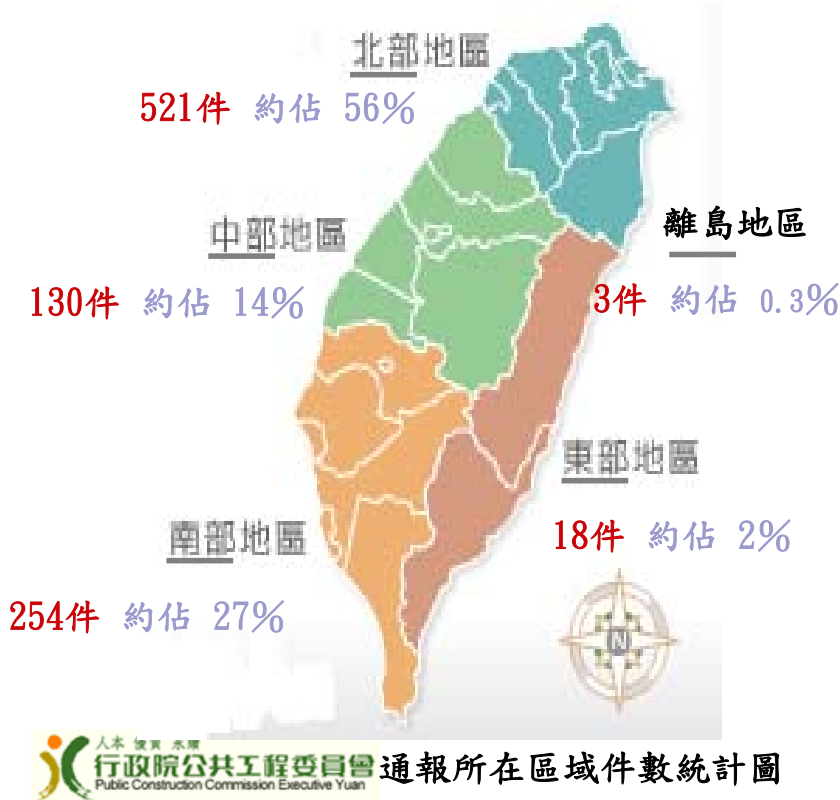 北部地區
521件 約佔 56%
中部地區
130件 約佔 14%
離島地區
3件 約佔 0.3%
東部地區
18件 約佔 2%
南部地區
254件 約佔 27%
N
人本 優質 永續
行政院公共工程委員會
Public Construction Commission Executive Yuan
通報所在區域件數統計圖